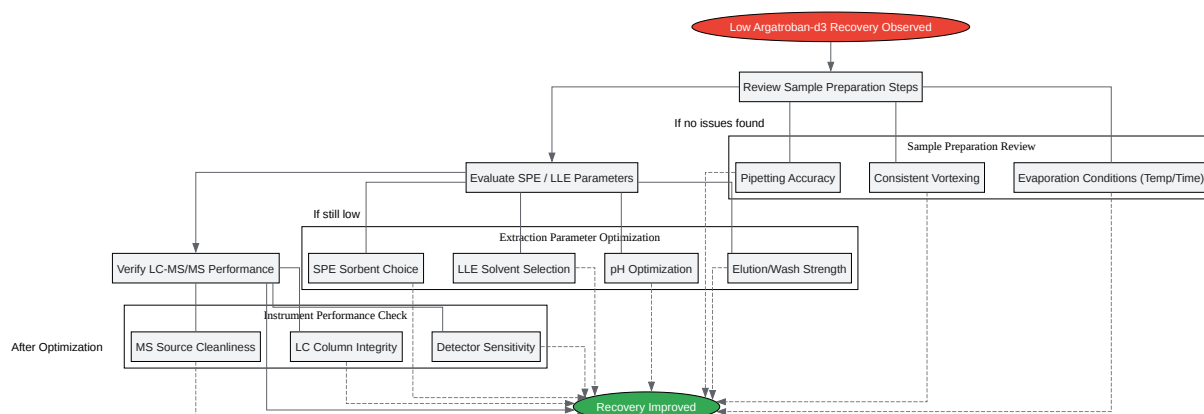 Low Argatroban-d3 Recovery Observed
Review Sample Preparation Steps
If no issues found
Sample Preparation Review
Evaluate SPE / LLE Parameters
Pipetting Accuracy
Consistent Vortexing
Evaporation Conditions (Temp/Time)
If still low
Extraction Parameter Optimization
Verify LC-MS/MS Performance
SPE Sorbent Choice
LLE Solvent Selection
pH Optimization
Elution/Wash Strength
Instrument Performance Check
After Optimization
MS Source Cleanliness
LC Column Integrity
Detector Sensitivity
Recovery Improved